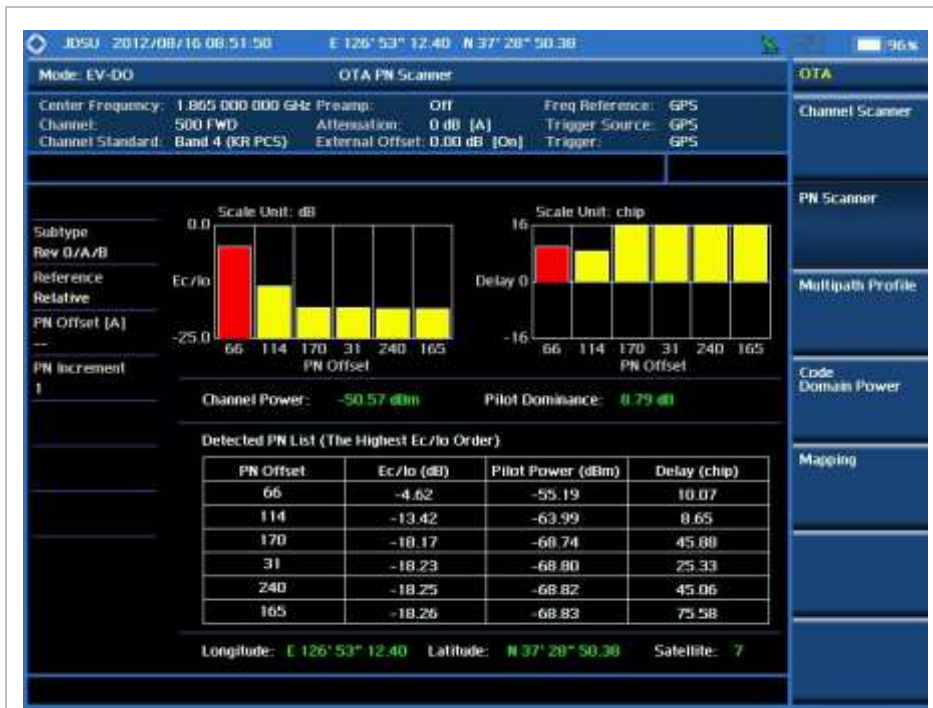 JDSU 2012/08/16 08:51:50 E 126° 53" 12.40 N 37° 28" 50.38 96%
Mode: EV-DO OTA PN Scanner OTA
Center Frequency: 1.865 000 000 GHz Preamp: Off Freq Reference: GPS
Channel: 500 FWD Attenuation: 0 dB [A] Trigger Source: GPS
Channel Standard: Band 4 (KR PCS) External Offset: 0.00 dB [On] Trigger: GPS
Channel Scanner
PN Scanner
Multipath Profile
Code
Domain Power
Mapping
Subtype
Rev 0/A/B
Reference
Relative
PN Offset [A]
--
PN Increment
1
Scale Unit: dB
0.0
Ec/Io
-25.0
66 114 170 31 240 165
PN Offset
Scale Unit: chip
16
Delay 0
-16
66 114 170 31 240 165
PN Offset
Channel Power: -50.57 dBm Pilot Dominance: 8.79 dB
Detected PN List (The Highest Ec/Io Order)
PN Offset Ec/Io (dB) Pilot Power (dBm) Delay (chip)
66 -4.62 -55.19 10.07
114 -13.42 -63.99 8.65
170 -18.17 -68.74 45.88
31 -18.23 -68.80 25.33
240 -18.25 -68.82 45.06
165 -18.26 -68.83 75.58
Longitude: E 126° 53" 12.40 Latitude: N 37° 28" 50.38 Satellite: 7